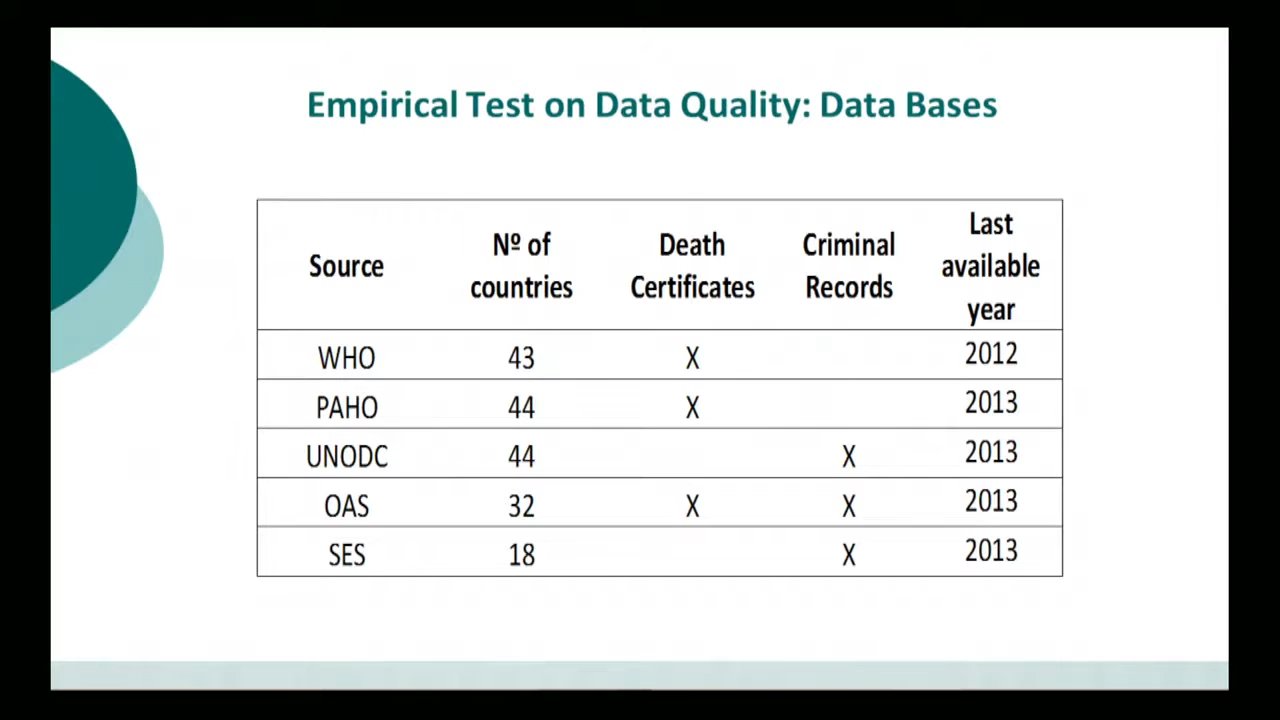 Empirical Test on Data Quality: Data Bases
Source Nº of countries Death Certificates Criminal Records Last available year
WHO 43 X 2012
PAHO 44 X 2013
UNODC 44 X 2013
OAS 32 X X 2013
SES 18 X 2013